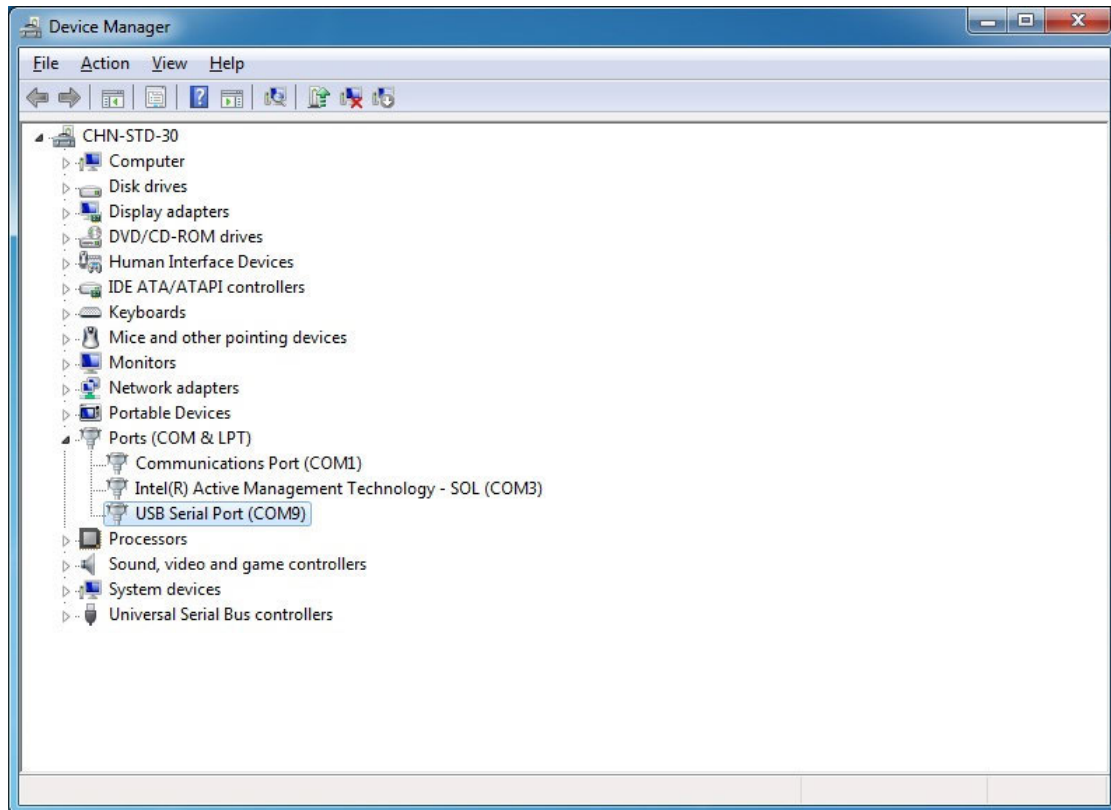 Device Manager
File Action View Help
CHN-STD-30
Computer
Disk drives
Display adapters
DVD/CD-ROM drives
Human Interface Devices
IDE ATA/ATAPI controllers
Keyboards
Mice and other pointing devices
Monitors
Network adapters
Portable Devices
Ports (COM & LPT)
Communications Port (COM1)
Intel(R) Active Management Technology - SOL (COM3)
USB Serial Port (COM9)
Processors
Sound, video and game controllers
System devices
Universal Serial Bus controllers